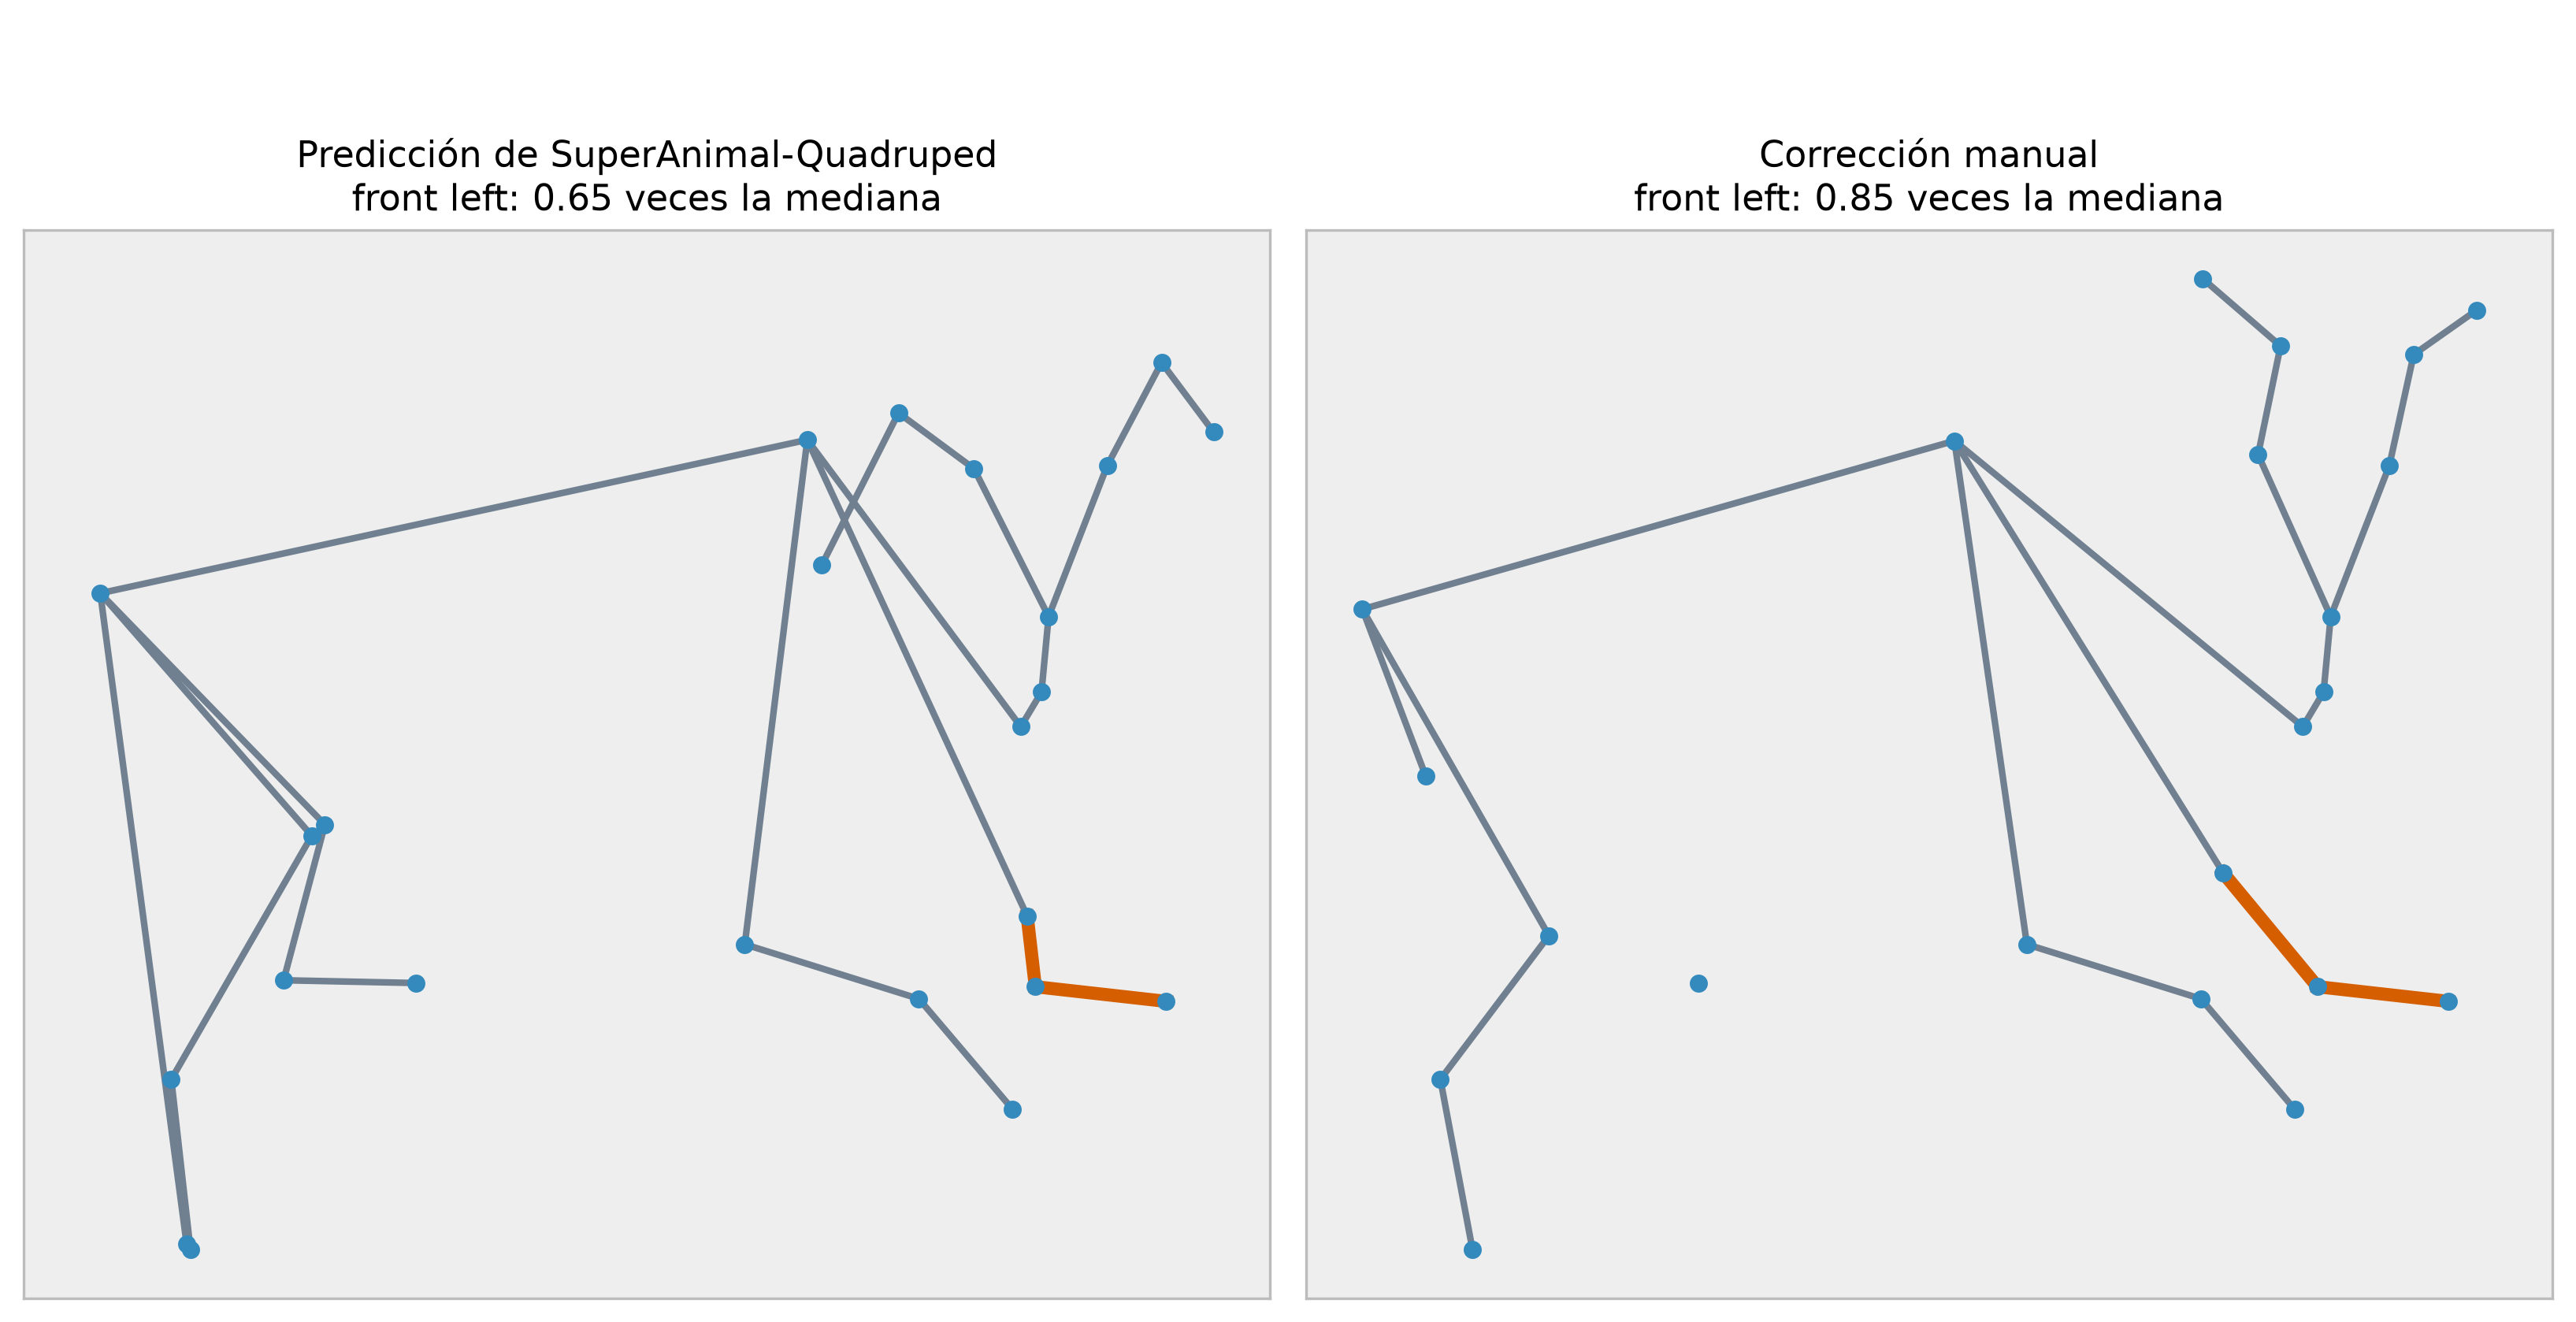 Predicción de SuperAnimal-Quadruped
front left: 0.65 veces la mediana
Corrección manual
front left: 0.85 veces la mediana